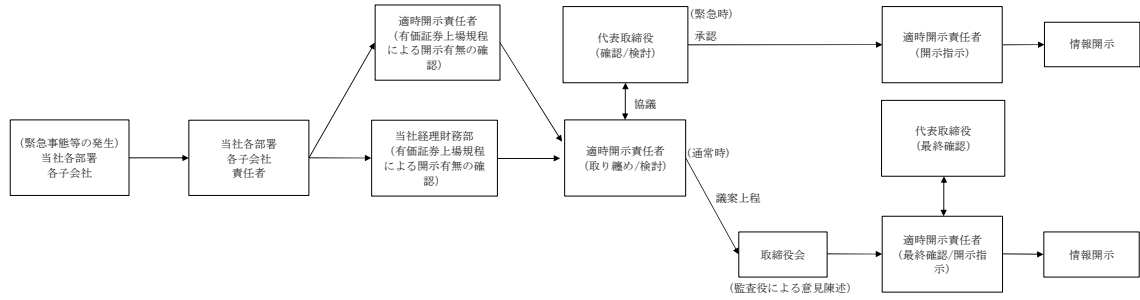 (緊急事態等の発生)
当社各部署
各子会社
当社各部署
各子会社
責任者
適時開示責任者
(有価証券上場規程
による開示有無の確
認)
当社経理財務部
(有価証券上場規程
による開示有無の確
認)
代表取締役
(確認/検討)
協議
適時開示責任者
(取り纏め/検討)
(緊急時)
承認
適時開示責任者
(開示指示)
情報開示
(通常時)
議案上程
取締役会
(監査役による意見陳述)
代表取締役
(最終確認)
適時開示責任者
(最終確認/開示指
示)
情報開示